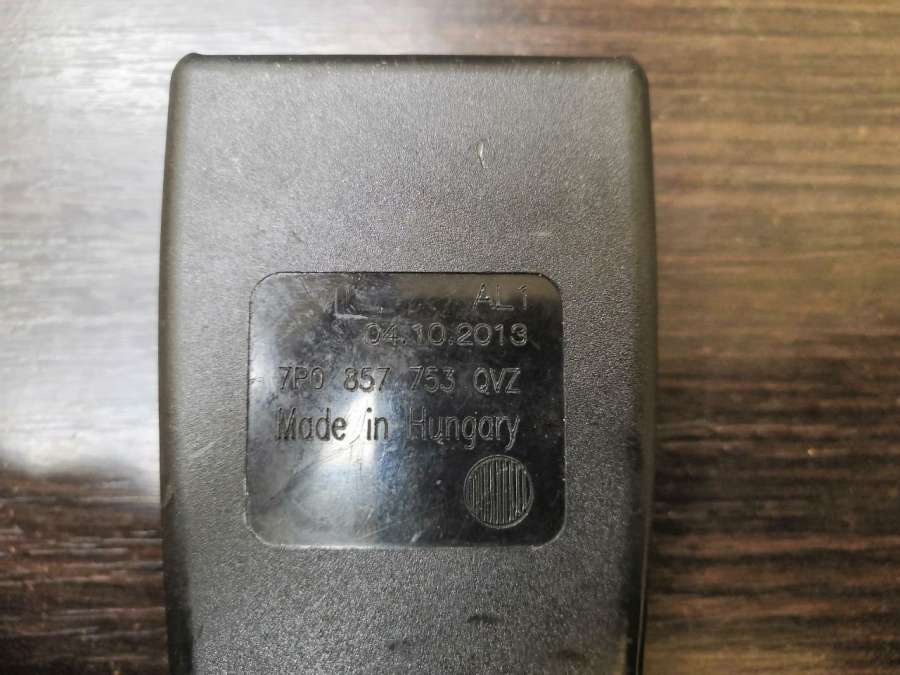 AL1
04.10.2013
7P0 857 753 QVZ
Made in Hungary